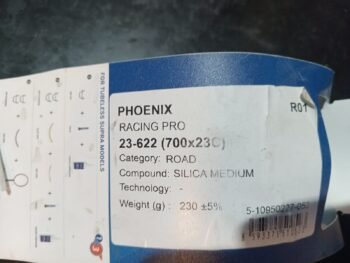 PHOENIX
R01
RACING PRO
23-622 (700x23C)
Category: ROAD
Compound: SILICA MEDIUM
Technology: -
Weight (g): 230 ±5%
FOR TUBELESS SUPRA MODELS